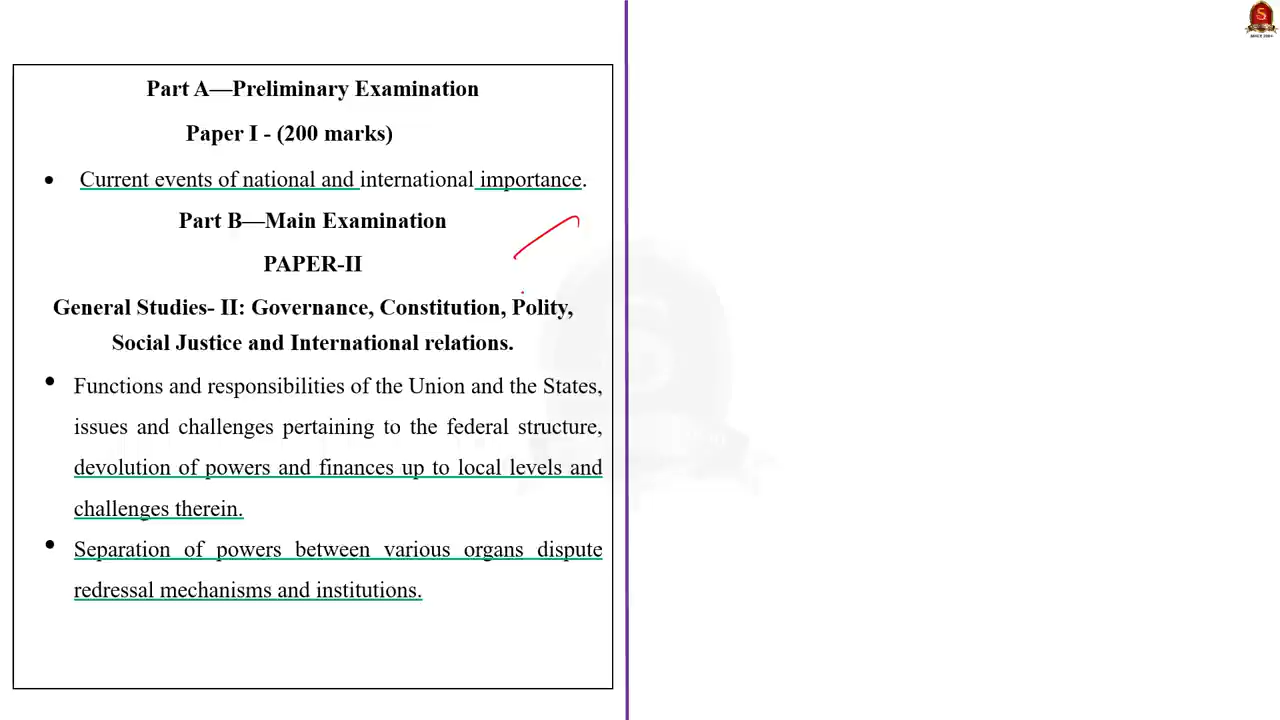 Part A—Preliminary Examination
Paper I - (200 marks)
• Current events of national and international importance.
Part B—Main Examination
PAPER-II
General Studies- II: Governance, Constitution, Polity,
Social Justice and International relations.
• Functions and responsibilities of the Union and the States,
issues and challenges pertaining to the federal structure,
devolution of powers and finances up to local levels and
challenges therein.
• Separation of powers between various organs dispute
redressal mechanisms and institutions.